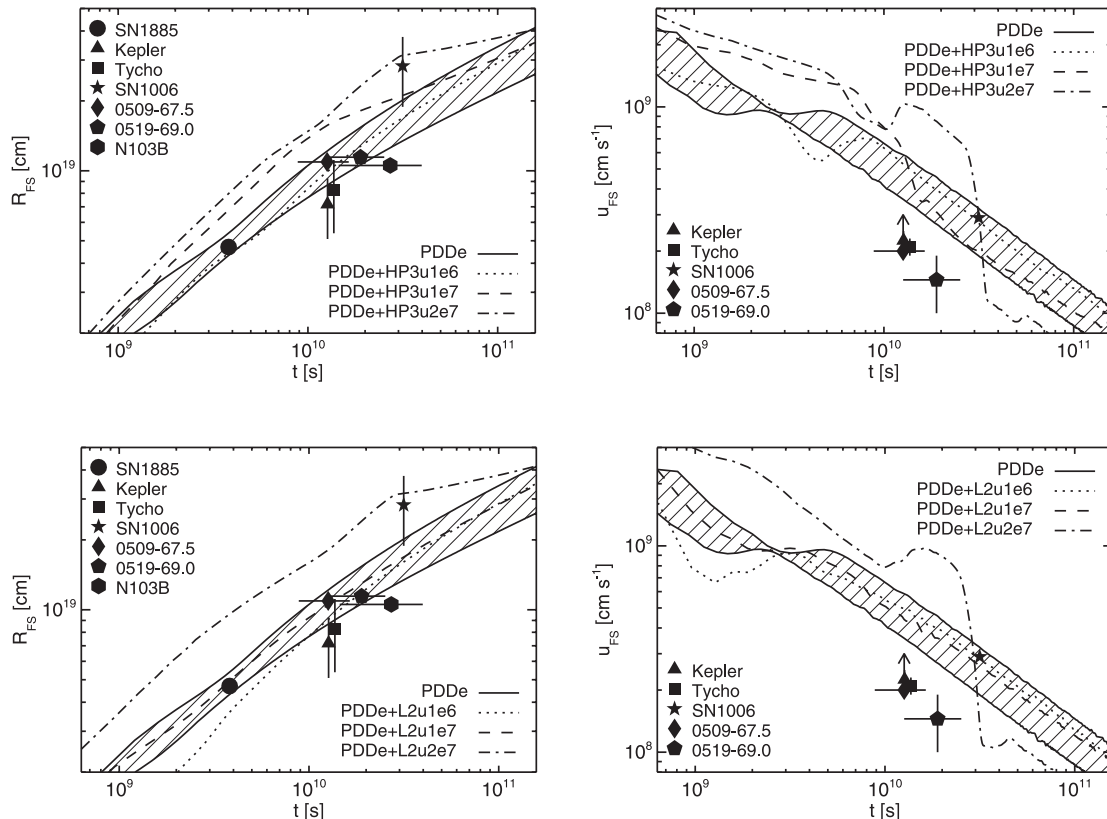 SN1885
Kepler
Tycho
SN1006
0509-67.5
0519-69.0
N103B
R_FS [cm]
10^19
PDDe
PDDe+HP3u1e6
PDDe+HP3u1e7
PDDe+HP3u2e7
10^9
10^10
10^11
t [s]
PDDe
PDDe+HP3u1e6
PDDe+HP3u1e7
PDDe+HP3u2e7
u_FS [cm s^-1]
10^9
10^8
Kepler
Tycho
SN1006
0509-67.5
0519-69.0
10^9
10^10
10^11
t [s]
SN1885
Kepler
Tycho
SN1006
0509-67.5
0519-69.0
N103B
R_FS [cm]
10^19
PDDe
PDDe+L2u1e6
PDDe+L2u1e7
PDDe+L2u2e7
10^9
10^10
10^11
t [s]
PDDe
PDDe+L2u1e6
PDDe+L2u1e7
PDDe+L2u2e7
u_FS [cm s^-1]
10^9
10^8
Kepler
Tycho
SN1006
0509-67.5
0519-69.0
10^9
10^10
10^11
t [s]